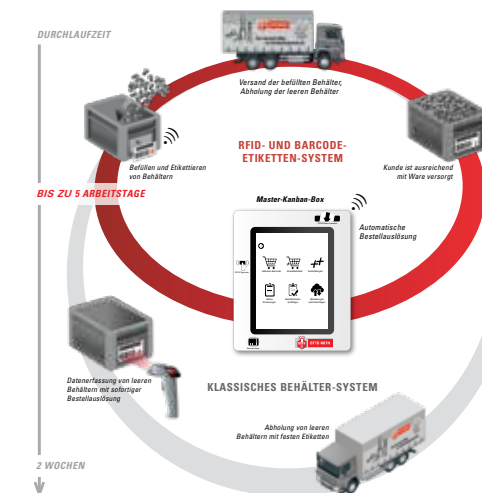 DURCHLAUFZEIT
Versand der befüllten Behälter,
Abholung der leeren Behälter
RFID- UND BARCODE-
ETIKETTEN-SYSTEM
Befüllen und Etikettieren
von Behältern
Kunde ist ausreichend
mit Ware versorgt
BIS ZU 5 ARBEITSTAGE
Master-Kanban-Box
Automatische
Bestellauslösung
OTTO ROTH
Datenerfassung von leeren
Behältern mit sofortiger
Bestellauslösung
KLASSISCHES BEHÄLTER-SYSTEM
Abholung von leeren
Behältern mit festen Etiketten
2 WOCHEN